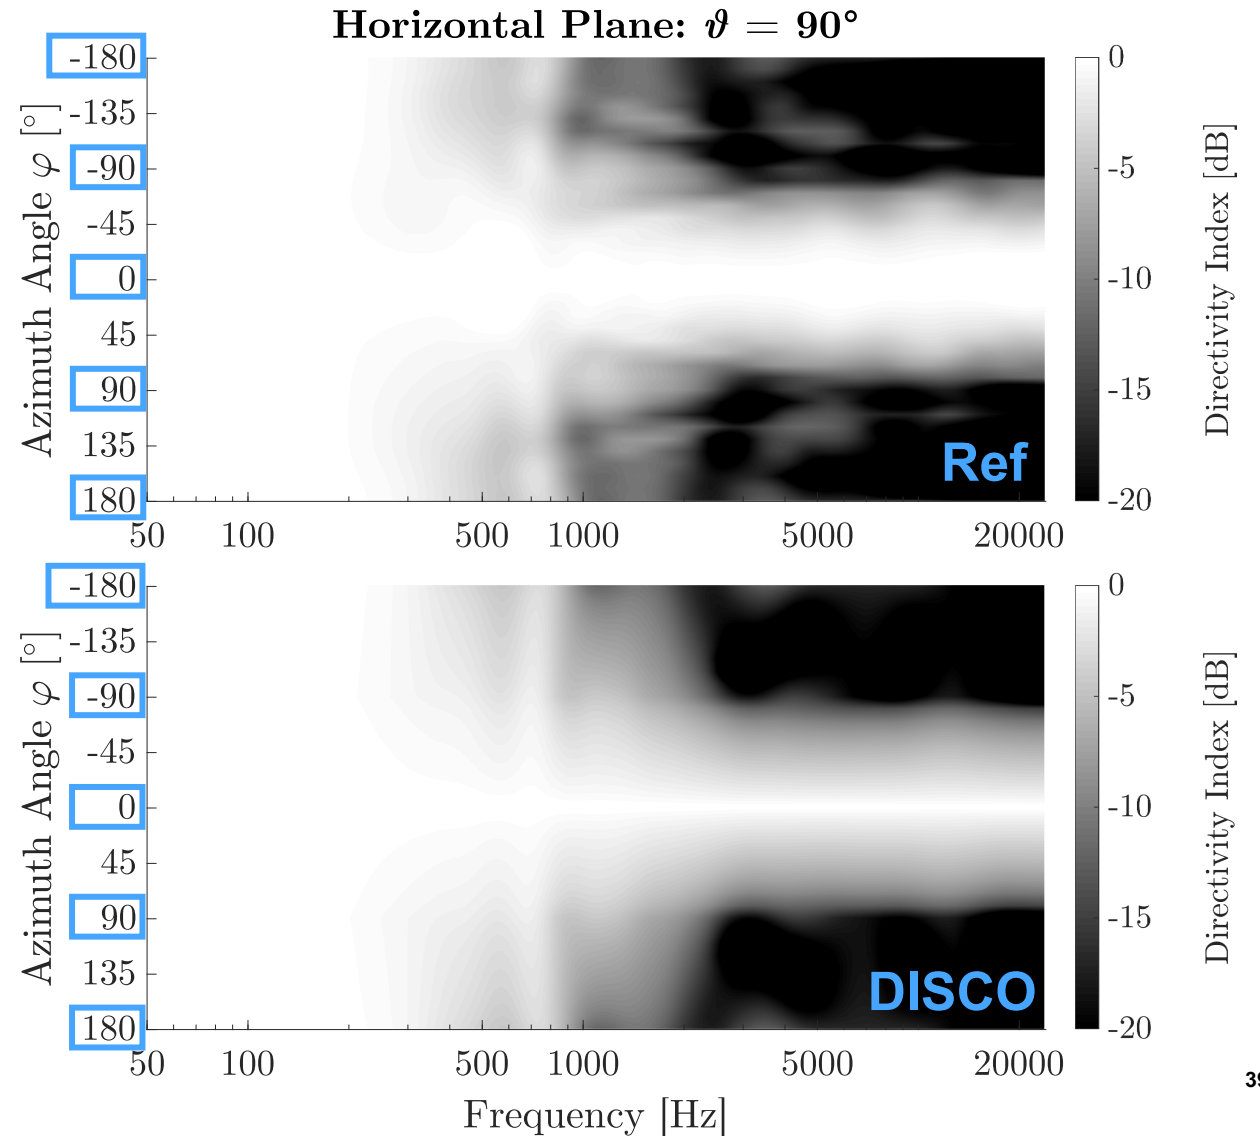 Horizontal Plane: ϑ = 90°
Azimuth Angle φ [°]
-180
-135
-90
-45
0
45
90
135
180
50 100 500 1000 5000 20000
Ref
0
-5
-10
-15
-20
Directivity Index [dB]
Azimuth Angle φ [°]
-180
-135
-90
-45
0
45
90
135
180
50 100 500 1000 5000 20000
DISCO
0
-5
-10
-15
-20
Directivity Index [dB]
Frequency [Hz]